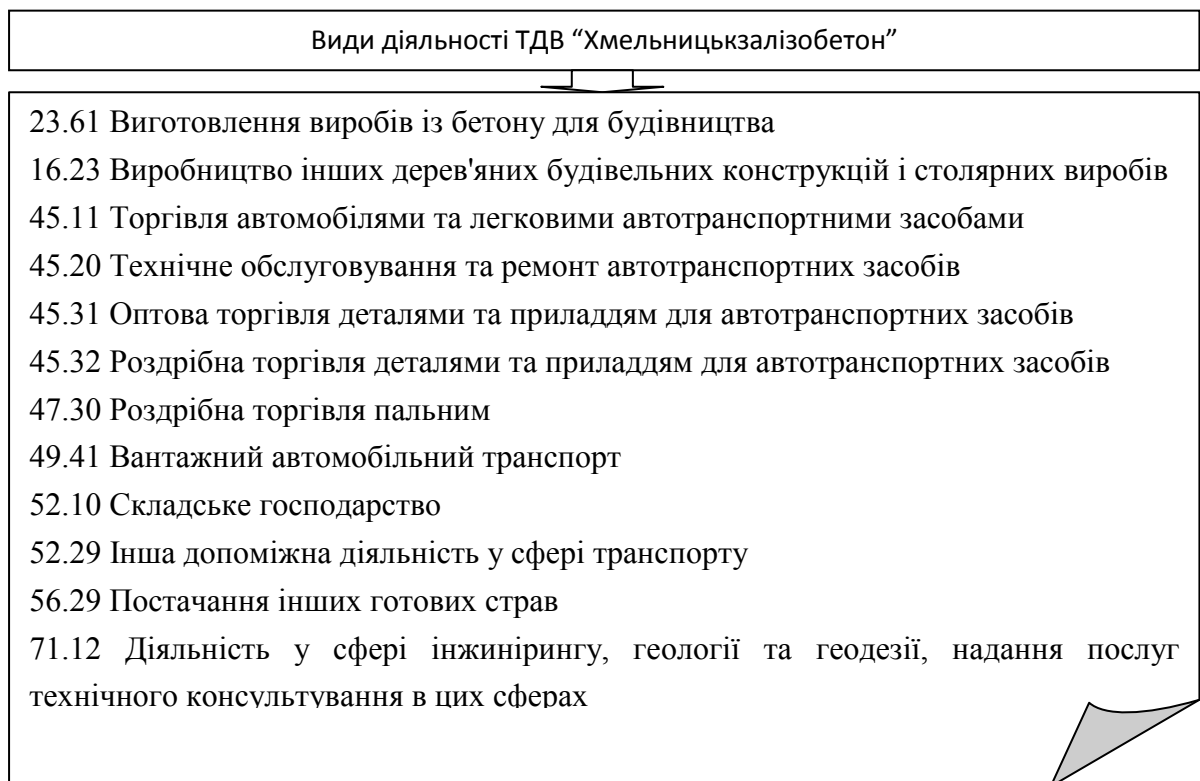 Види діяльності ТДВ “Хмельницькзалізобетон”
23.61 Виготовлення виробів із бетону для будівництва
16.23 Виробництво інших дерев'яних будівельних конструкцій і столярних виробів
45.11 Торгівля автомобілями та легковими автотранспортними засобами
45.20 Технічне обслуговування та ремонт автотранспортних засобів
45.31 Оптова торгівля деталями та приладдям для автотранспортних засобів
45.32 Роздрібна торгівля деталями та приладдям для автотранспортних засобів
47.30 Роздрібна торгівля пальним
49.41 Вантажний автомобільний транспорт
52.10 Складське господарство
52.29 Інша допоміжна діяльність у сфері транспорту
56.29 Постачання інших готових страв
71.12 Діяльність у сфері інжинірингу, геології та геодезії, надання послуг
технічного консультування в цих сферах